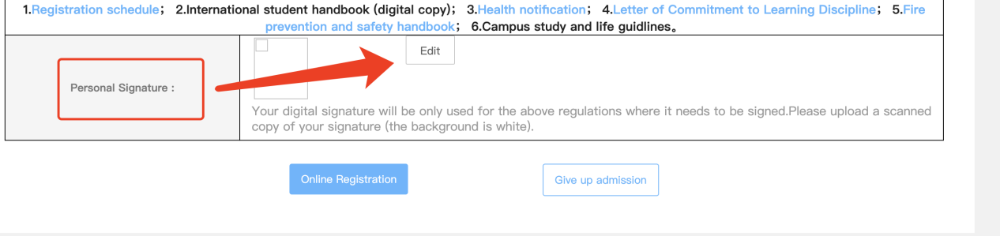 1.Registration schedule； 2.International student handbook (digital copy)； 3.Health notification； 4.Letter of Commitment to Learning Discipline； 5.Fire
prevention and safety handbook； 6.Campus study and life guidlines。
Edit
Personal Signature :
Your digital signature will be only used for the above regulations where it needs to be signed.Please upload a scanned
copy of your signature (the background is white).
Online Registration
Give up admission